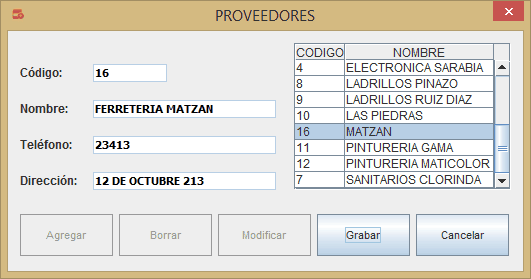 PROVEEDORES
Código: 16
Nombre: FERRETERIA MATZAN
Teléfono: 23413
Dirección: 12 DE OCTUBRE 213
CODIGO NOMBRE
4 ELECTRONICA SARABIA
8 LADRILLOS PINAZO
9 LADRILLOS RUIZ DIAZ
10 LAS PIEDRAS
16 MATZAN
11 PINTURERIA GAMA
12 PINTURERIA MATICOLOR
7 SANITARIOS CLORINDA
Agregar Borrar Modificar Grabar Cancelar